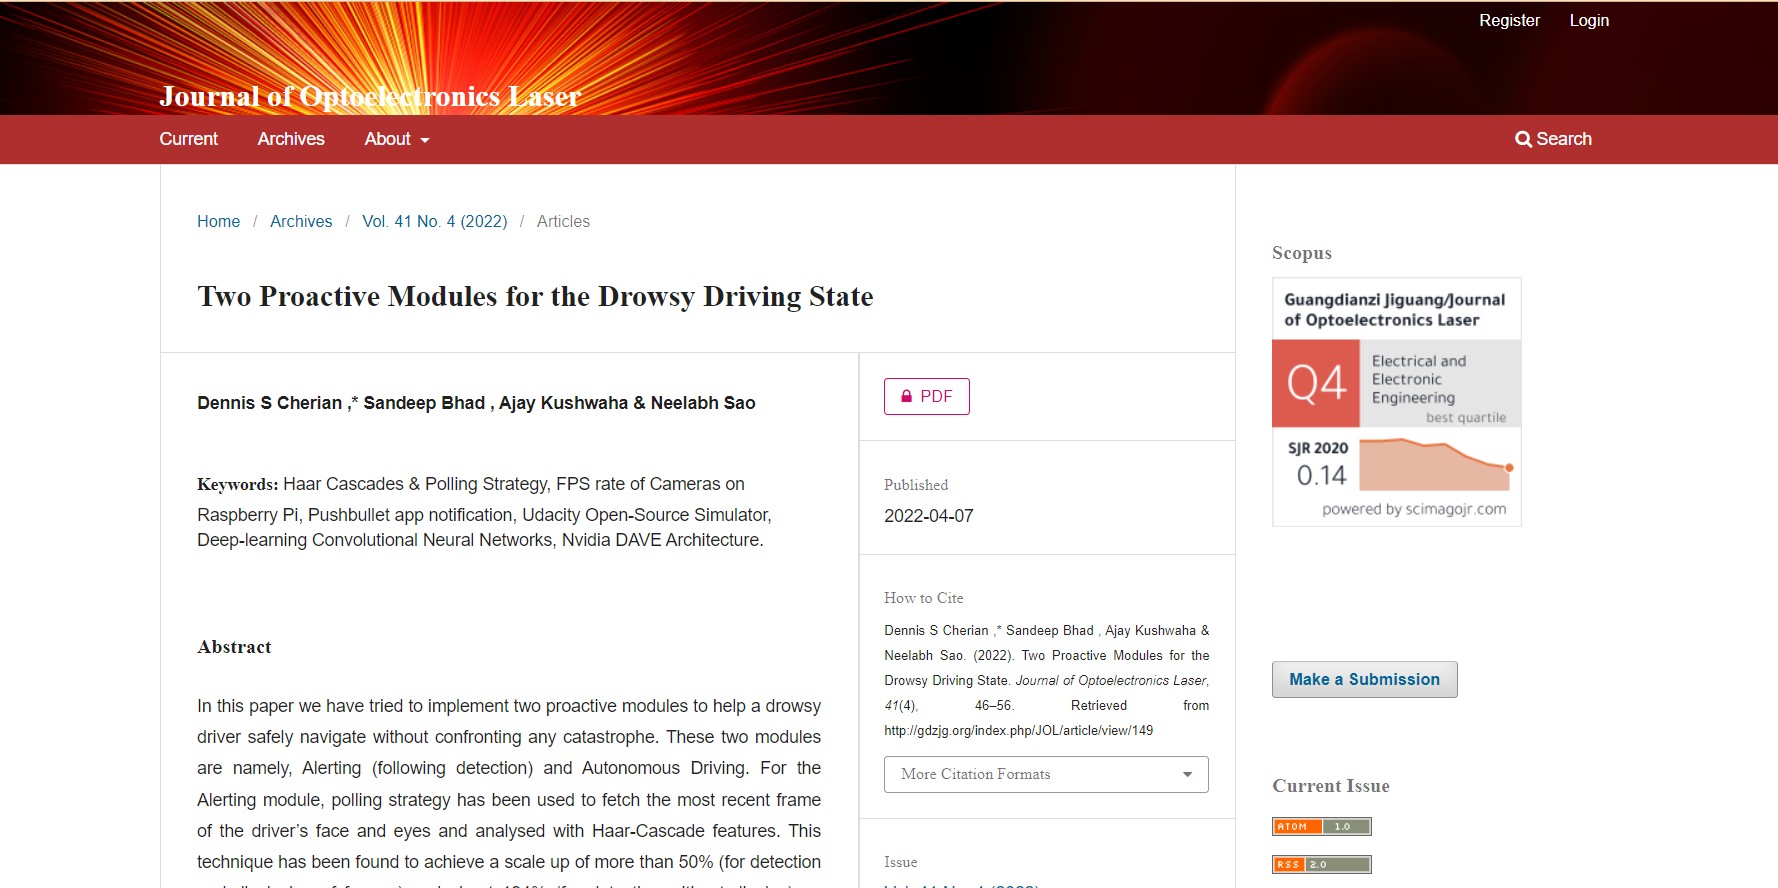 Register Login
Journal of Optoelectronics Laser
Current Archives About
Search
Home / Archives / Vol. 41 No. 4 (2022) / Articles
Two Proactive Modules for the Drowsy Driving State
Dennis S Cherian ,* Sandeep Bhad , Ajay Kushwaha & Neelabh Sao
Keywords: Haar Cascades & Polling Strategy, FPS rate of Cameras on
Raspberry Pi, Pushbullet app notification, Udacity Open-Source Simulator,
Deep-learning Convolutional Neural Networks, Nvidia DAVE Architecture.
Abstract
In this paper we have tried to implement two proactive modules to help a drowsy
driver safely navigate without confronting any catastrophe. These two modules
are namely, Alerting (following detection) and Autonomous Driving. For the
Alerting module, polling strategy has been used to fetch the most recent frame
of the driver’s face and eyes and analysed with Haar-Cascade features. This
technique has been found to achieve a scale up of more than 50% (for detection
PDF
Published
2022-04-07
How to Cite
Dennis S Cherian ,* Sandeep Bhad , Ajay Kushwaha &
Neelabh Sao. (2022). Two Proactive Modules for the
Drowsy Driving State. Journal of Optoelectronics Laser,
41(4), 46–56. Retrieved from
http://gdzjg.org/index.php/JOL/article/view/149
More Citation Formats
Issue
Scopus
Guangdianzi Jiguang/Journal
of Optoelectronics Laser
Q4
Electrical and
Electronic
Engineering
best quartile
SJR 2020
0.14
powered by scimagojr.com
Make a Submission
Current Issue
ATOM 1.0
RSS 2.0